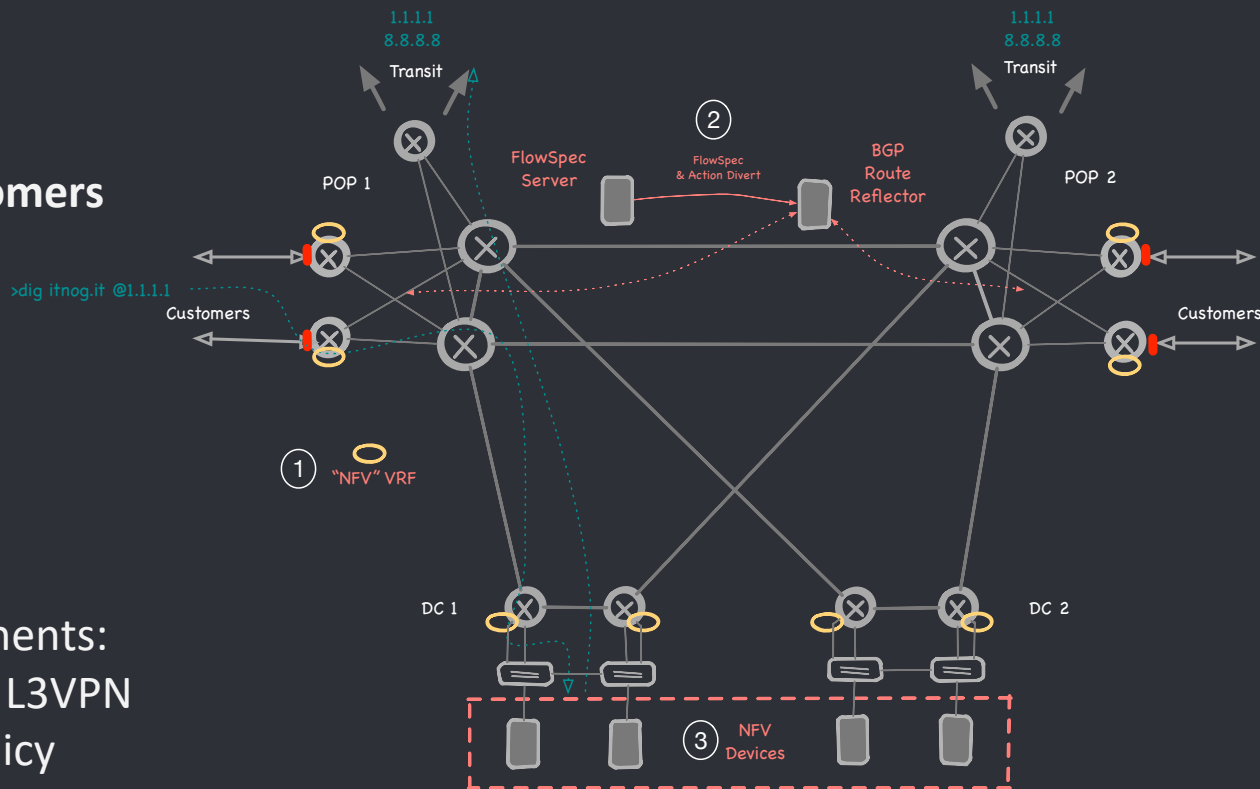 1.1.1.1
8.8.8.8
Transit
1.1.1.1
8.8.8.8
Transit
2
FlowSpec
Server
FlowSpec
& Action Divert
BGP
Route
Reflector
POP 1
POP 2
omers
>dig itnog.it @1.1.1.1
Customers
Customers
1
“NFV” VRF
DC 1
DC 2
nents:
L3VPN
icy
3
NFV
Devices